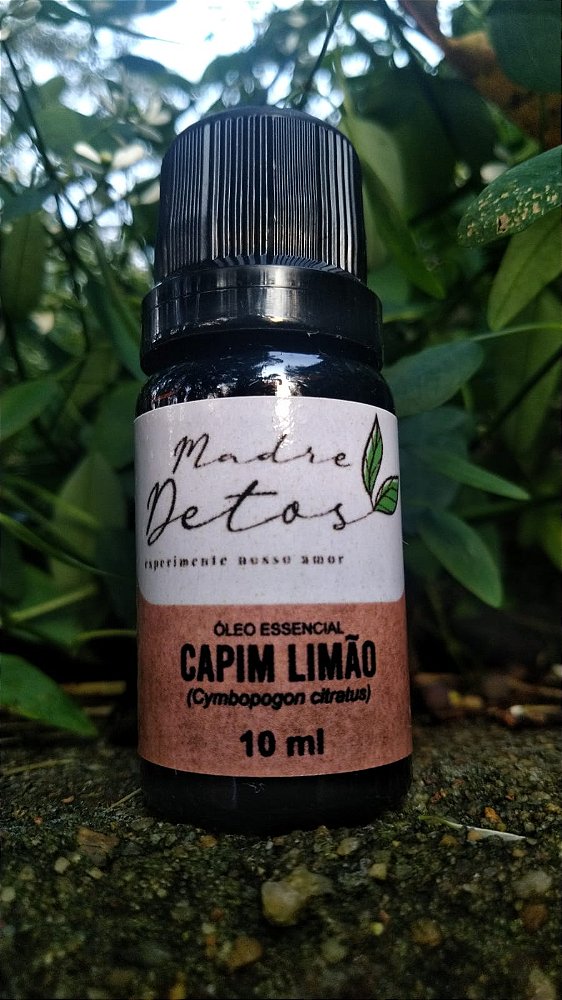 Madre
Detos
experimente nosso amor
ÓLEO ESSENCIAL
CAPIM LIMÃO
(Cymbopogon citratus)
10 ml